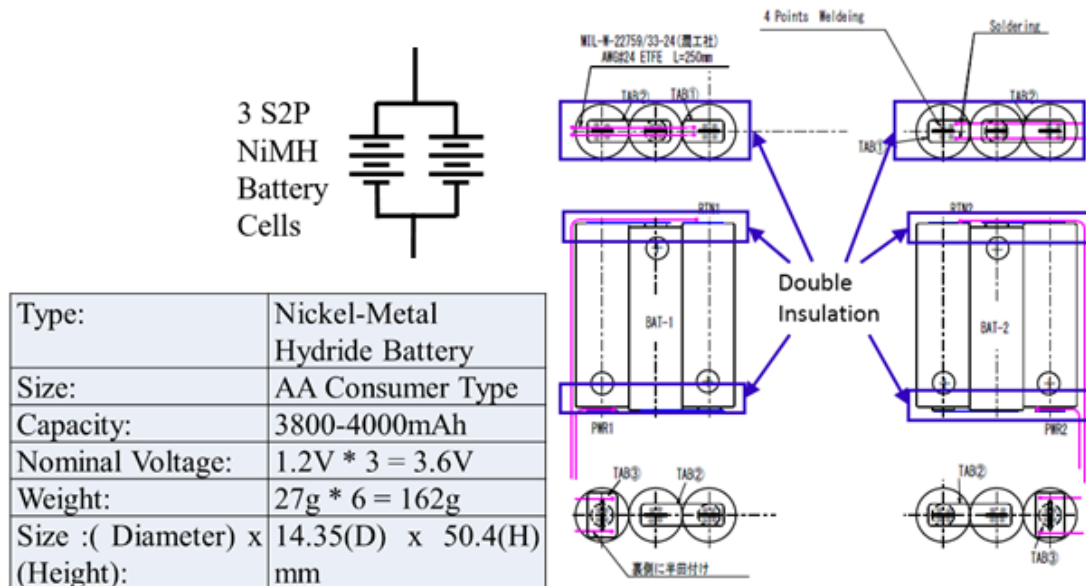 3 S2P
NiMH
Battery
Cells
Type: Nickel-Metal
Hydride Battery
Size: AA Consumer Type
Capacity: 3800-4000mAh
Nominal Voltage: 1.2V * 3 = 3.6V
Weight: 27g * 6 = 162g
Size :( Diameter) x 14.35(D) x 50.4(H)
(Height): mm
4 Points Weldeing
Soldering
MIL-W-22759/33-24(潤工社)
AWG#24 ETFE L=250mm
TAB② TAB①
TAB②
TAB①
RTN1
RTN2
Double
Insulation
BAT-1
BAT-2
PWR1
PWR2
TAB③
TAB②
TAB②
TAB③
裏側に半田付け